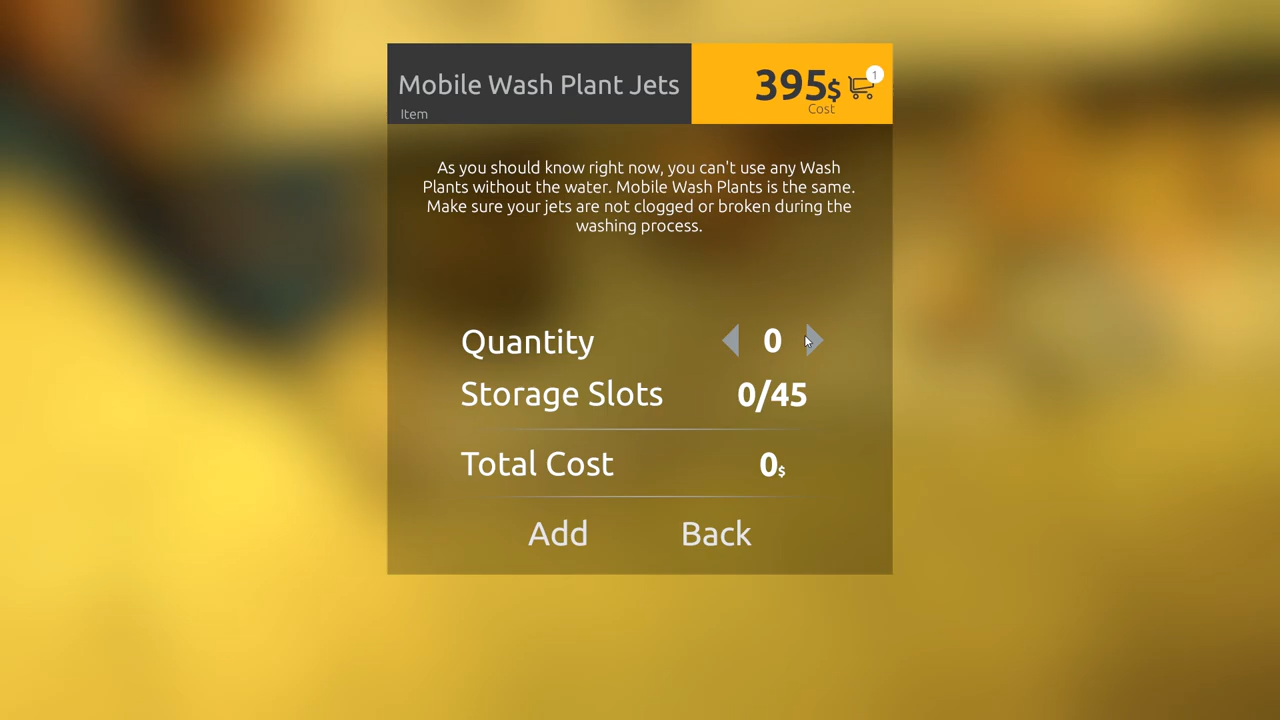 Mobile Wash Plant Jets
Item
395$
1
Cost
As you should know right now, you can't use any Wash
Plants without the water. Mobile Wash Plants is the same.
Make sure your jets are not clogged or broken during the
washing process.
Quantity 0
Storage Slots 0/45
Total Cost 0$
Add Back